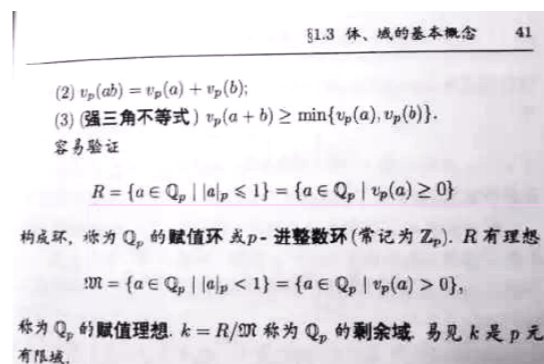 §1.3 体、域的基本概念 41
(2) v_p(ab) = v_p(a) + v_p(b);
(3) (强三角不等式) v_p(a + b) ≥ min{v_p(a), v_p(b)}.
容易验证
R = {a ∈ ℚ_p | |a|_p ⩽ 1} = {a ∈ ℚ_p | v_p(a) ≥ 0}
构成环, 称为 ℚ_p 的赋值环或 p - 进整数环(常记为 ℤ_p). R 有理想
𝔐 = {a ∈ ℚ_p | |a|_p < 1} = {a ∈ ℚ_p | v_p(a) > 0},
称为 ℚ_p 的赋值理想. k = R/𝔐 称为 ℚ_p 的剩余域. 易见 k 是 p 元
有限域.